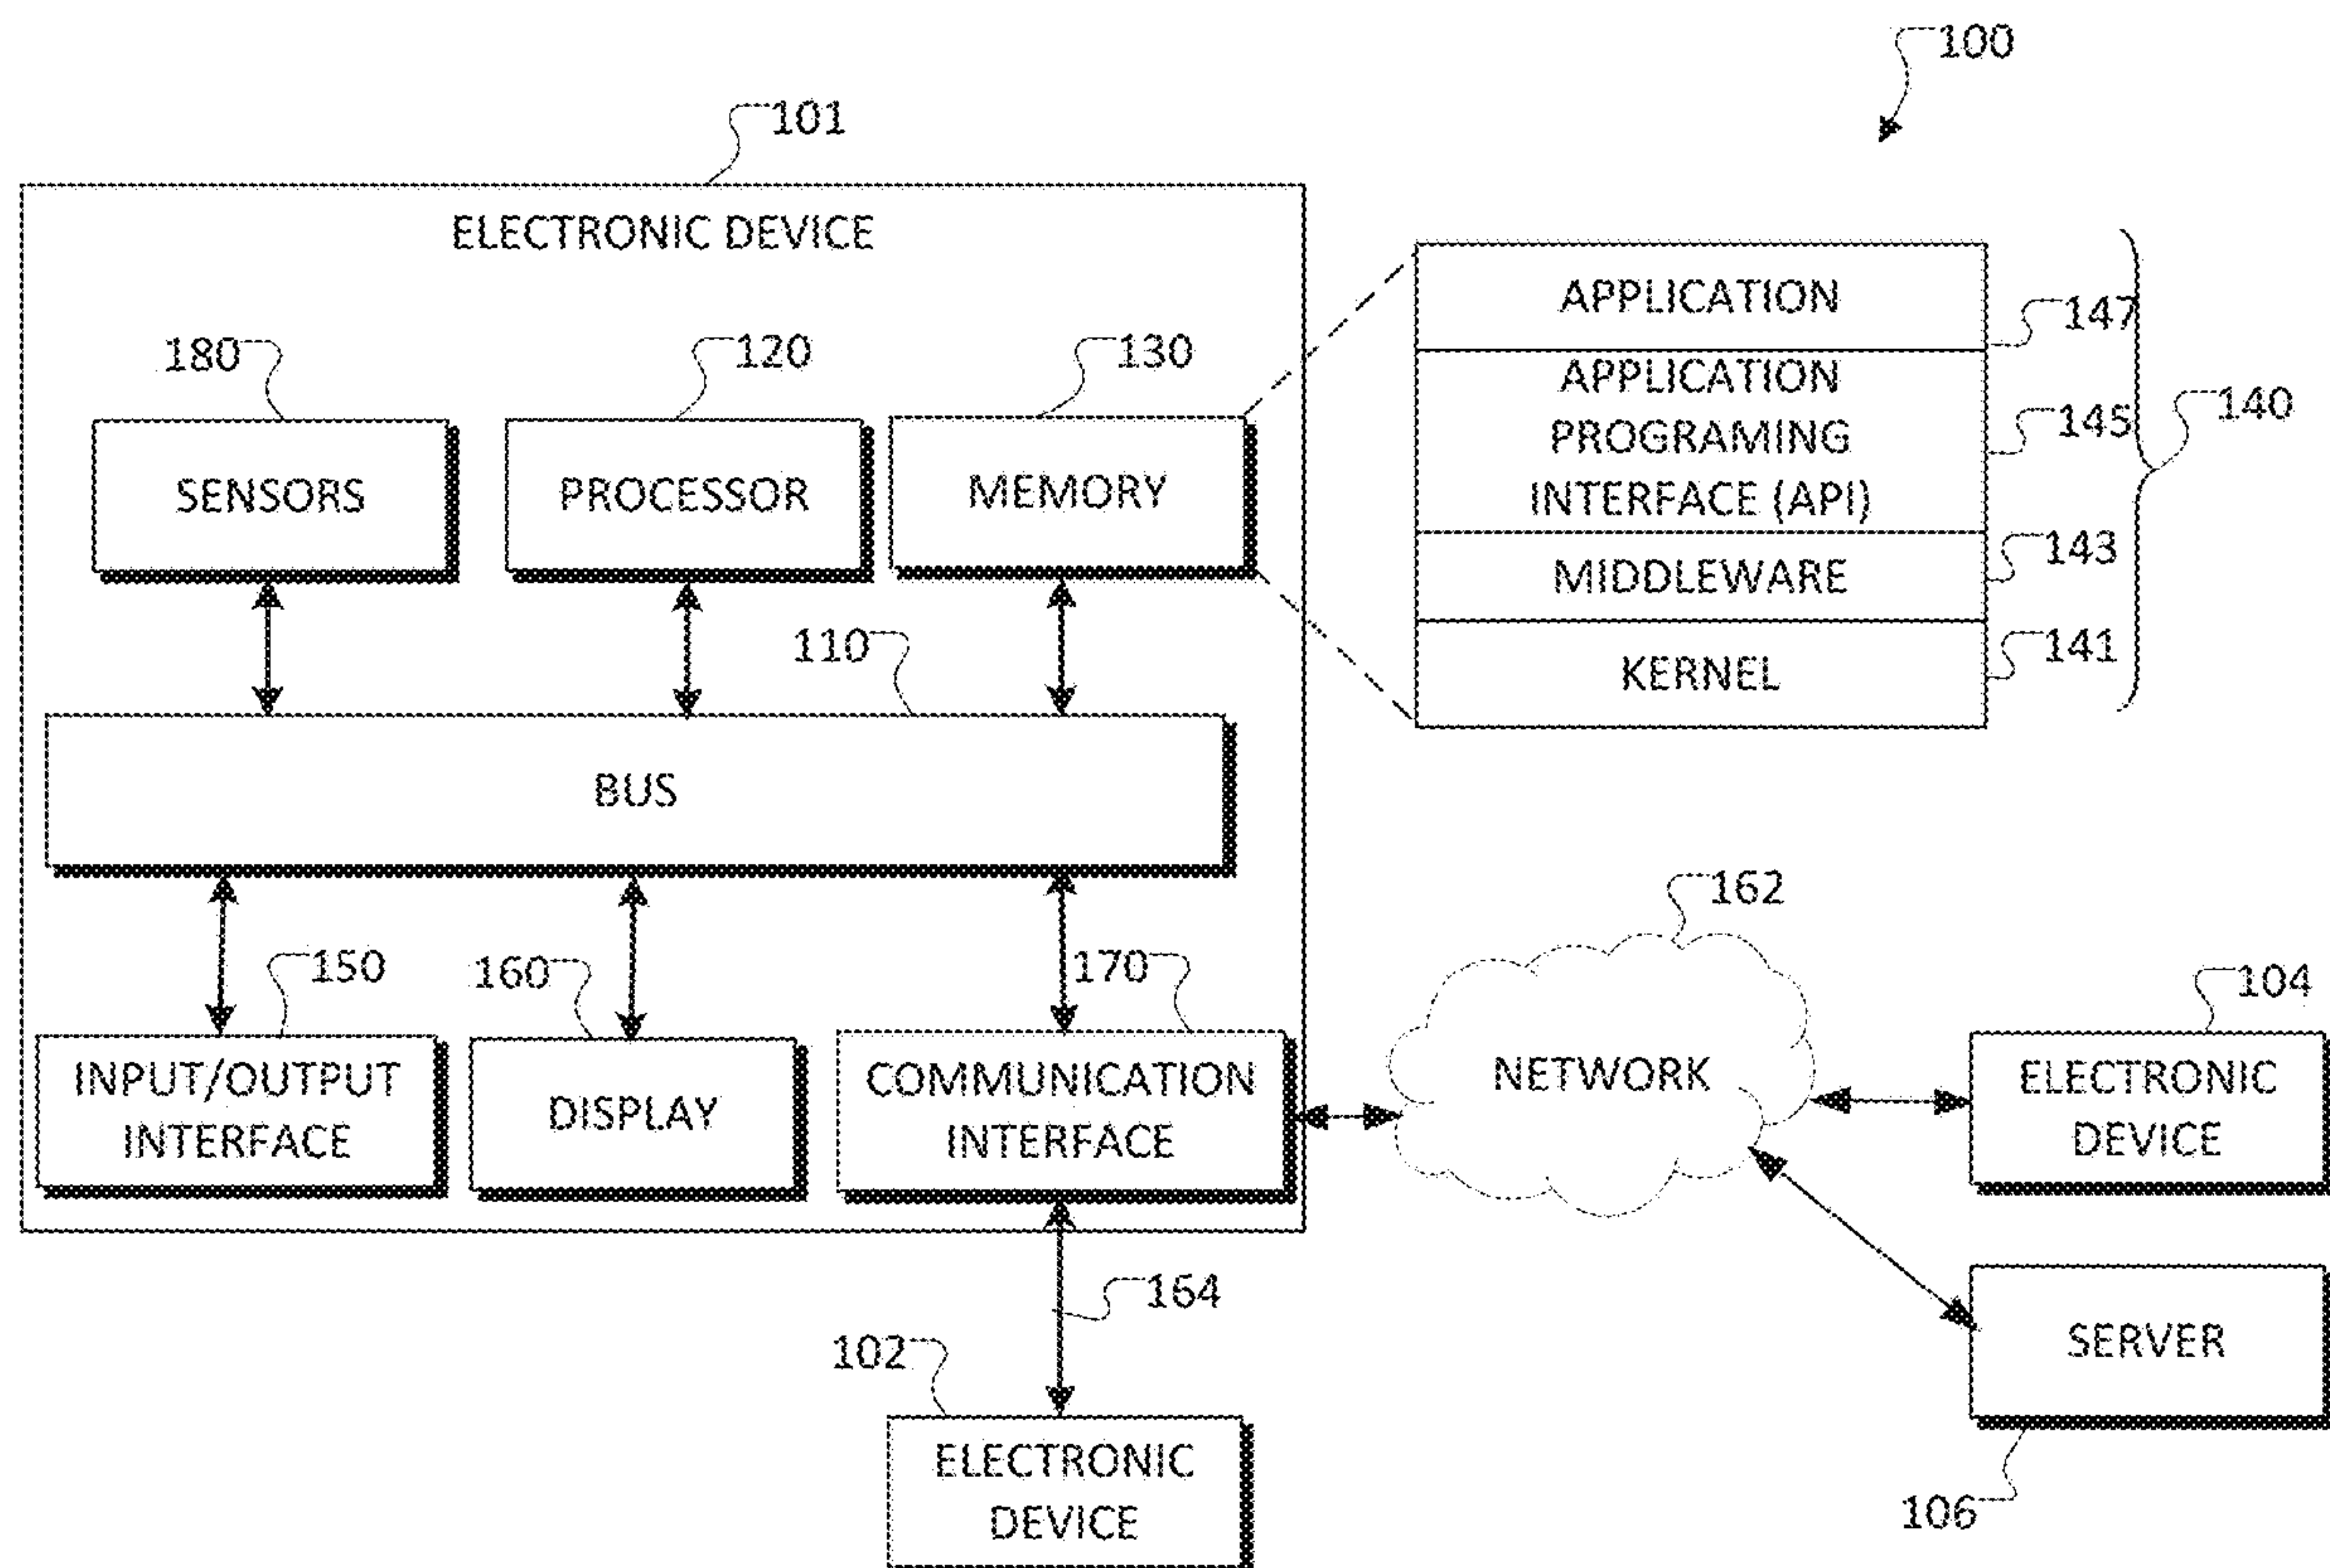 100
101
ELECTRONIC DEVICE
180
120
130
SENSORS
PROCESSOR
MEMORY
110
BUS
150
160
170
INPUT/OUTPUT
INTERFACE
DISPLAY
COMMUNICATION
INTERFACE
APPLICATION
147
APPLICATION
PROGRAMING
INTERFACE (API)
145
MIDDLEWARE
143
KERNEL
141
140
162
NETWORK
104
ELECTRONIC
DEVICE
SERVER
106
164
102
ELECTRONIC
DEVICE